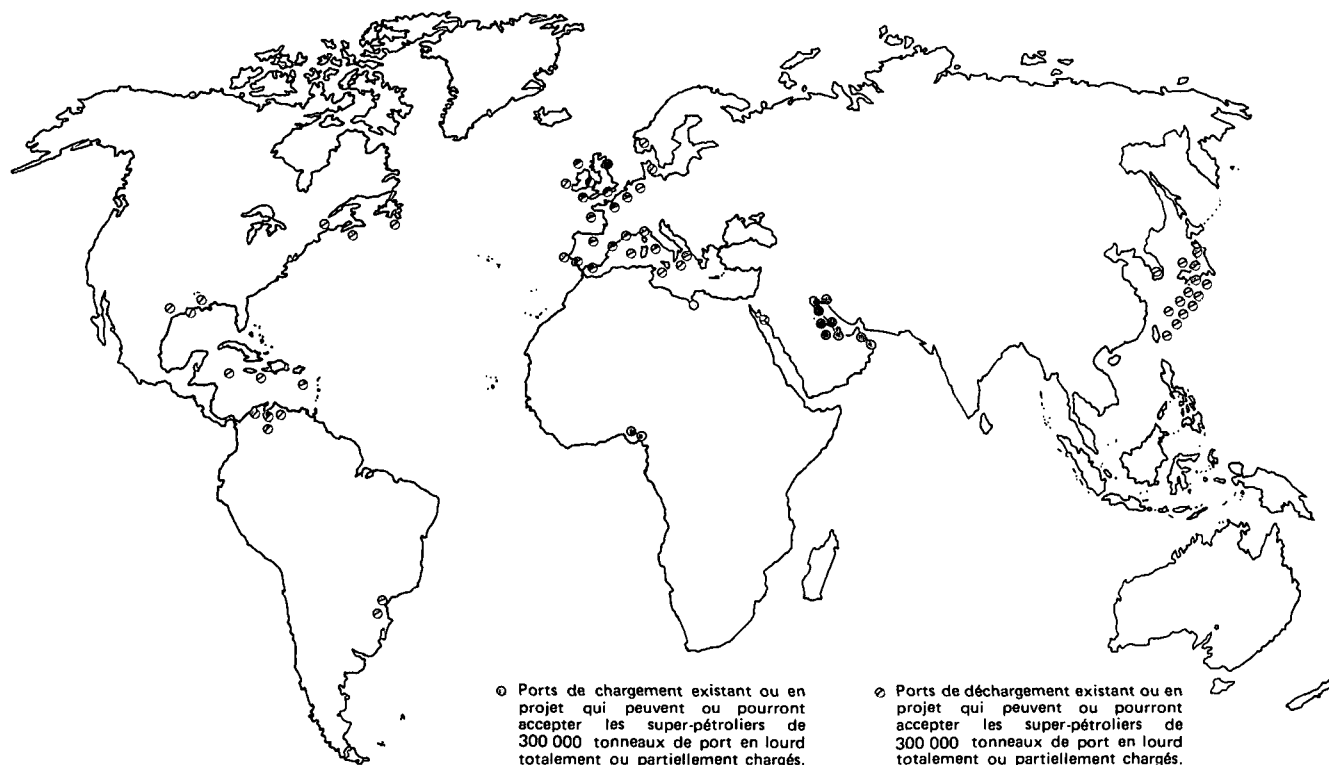 Ports de chargement existant ou en
projet qui peuvent ou pourront
accepter les super-pétroliers de
300 000 tonneaux de port en lourd
totalement ou partiellement chargés.
Ports de déchargement existant ou en
projet qui peuvent ou pourront
accepter les super-pétroliers de
300 000 tonneaux de port en lourd
totalement ou partiellement chargés.